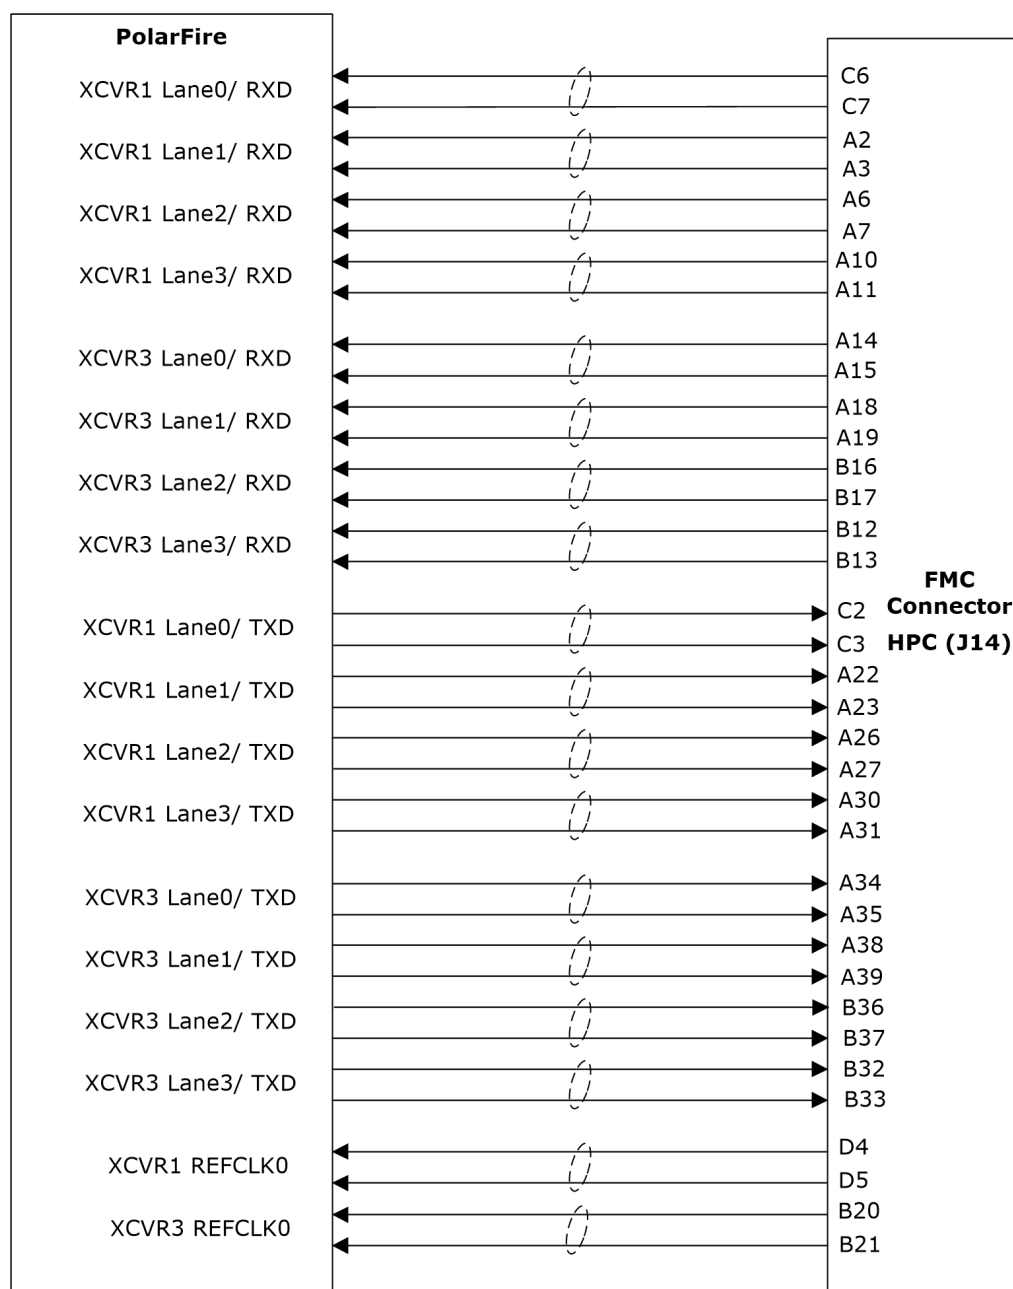 PolarFire
XCVR1 Lane0/ RXD
C6
C7
XCVR1 Lane1/ RXD
A2
A3
XCVR1 Lane2/ RXD
A6
A7
XCVR1 Lane3/ RXD
A10
A11
XCVR3 Lane0/ RXD
A14
A15
XCVR3 Lane1/ RXD
A18
A19
XCVR3 Lane2/ RXD
B16
B17
XCVR3 Lane3/ RXD
B12
B13
FMC
Connector
HPC (J14)
XCVR1 Lane0/ TXD
C2
C3
XCVR1 Lane1/ TXD
A22
A23
XCVR1 Lane2/ TXD
A26
A27
XCVR1 Lane3/ TXD
A30
A31
XCVR3 Lane0/ TXD
A34
A35
XCVR3 Lane1/ TXD
A38
A39
XCVR3 Lane2/ TXD
B36
B37
XCVR3 Lane3/ TXD
B32
B33
XCVR1 REFCLK0
D4
D5
XCVR3 REFCLK0
B20
B21